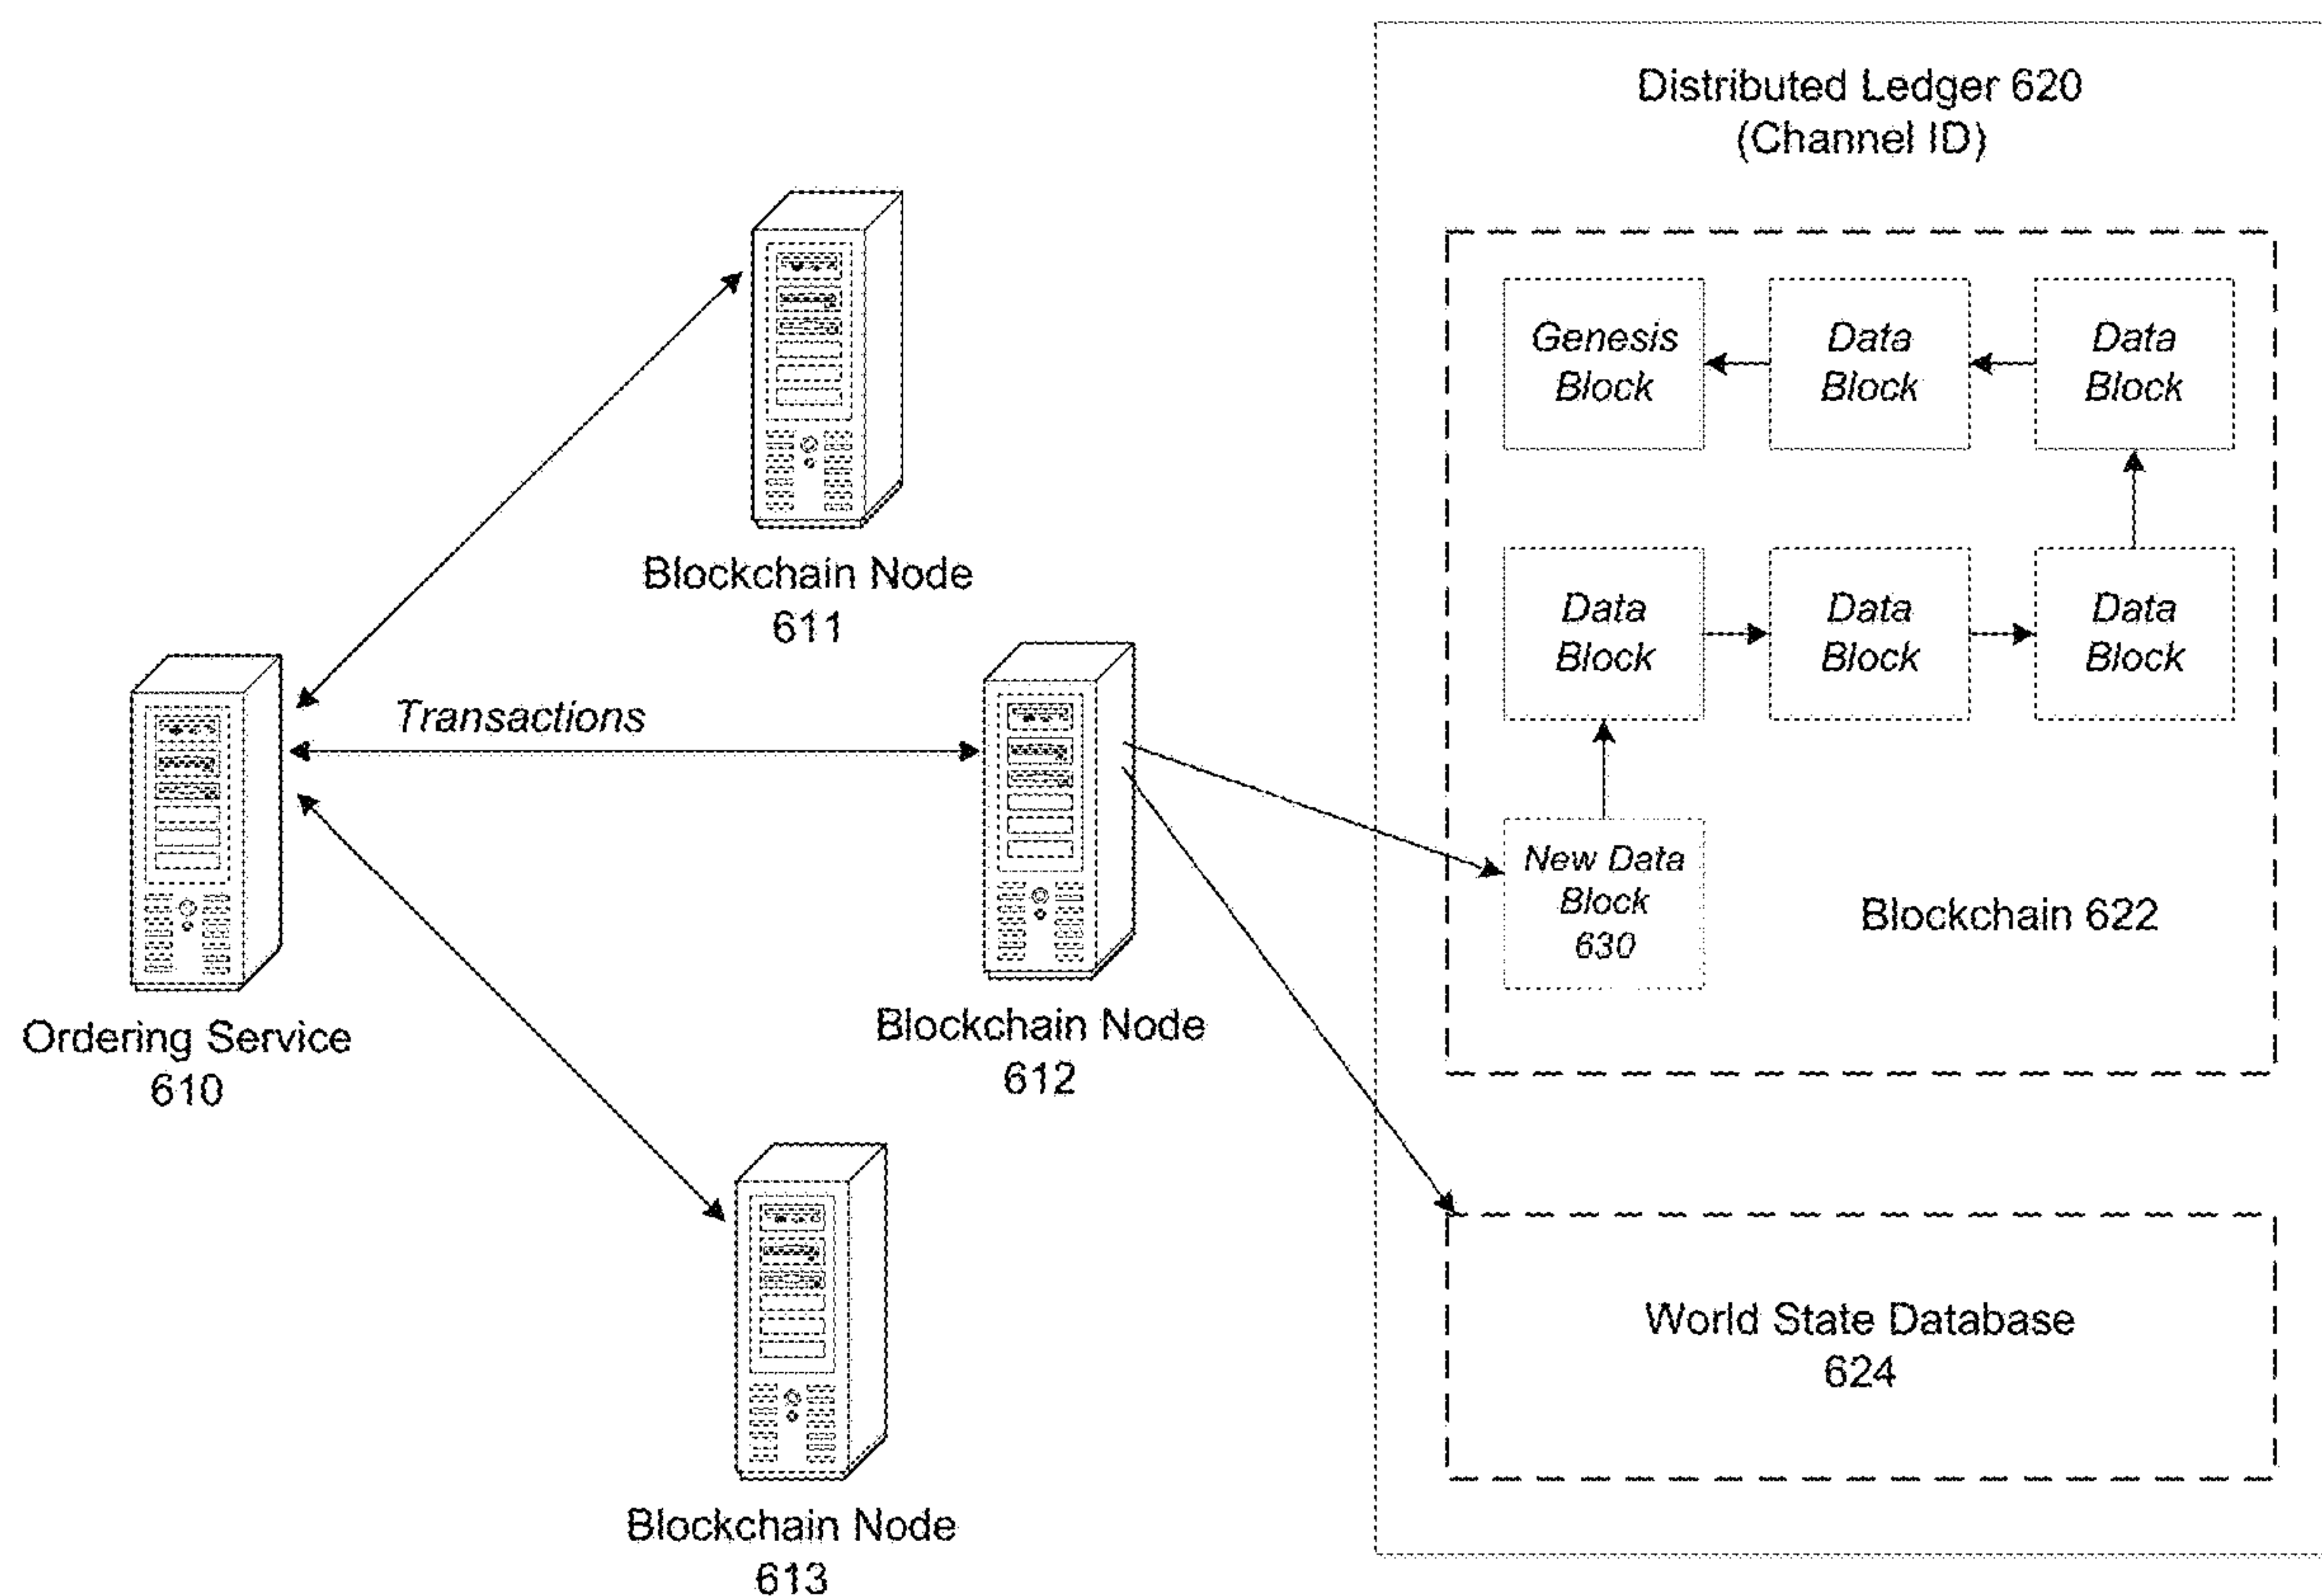 Distributed Ledger 620
(Channel ID)
Genesis
Block
Data
Block
Data
Block
Blockchain Node
611
Data
Block
Data
Block
Data
Block
Transactions
New Data
Block
630
Blockchain 622
Ordering Service
610
Blockchain Node
612
World State Database
624
Blockchain Node
613